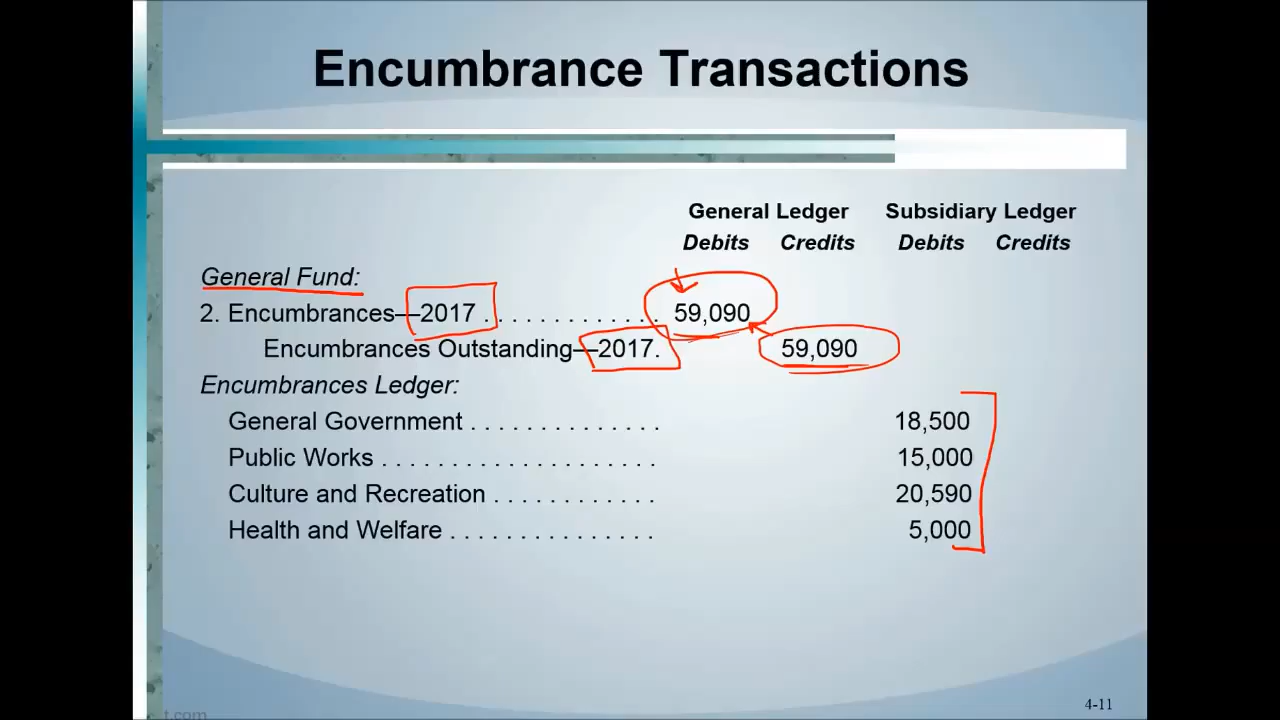 Encumbrance Transactions
General Ledger Subsidiary Ledger
Debits Credits Debits Credits
General Fund:
2. Encumbrances—2017 . . . . . . . . . . . . . 59,090
Encumbrances Outstanding—2017. 59,090
Encumbrances Ledger:
General Government . . . . . . . . . . . . . . 18,500
Public Works . . . . . . . . . . . . . . . . . . . . 15,000
Culture and Recreation . . . . . . . . . . . . 20,590
Health and Welfare . . . . . . . . . . . . . . . 5,000
4-11
t.com